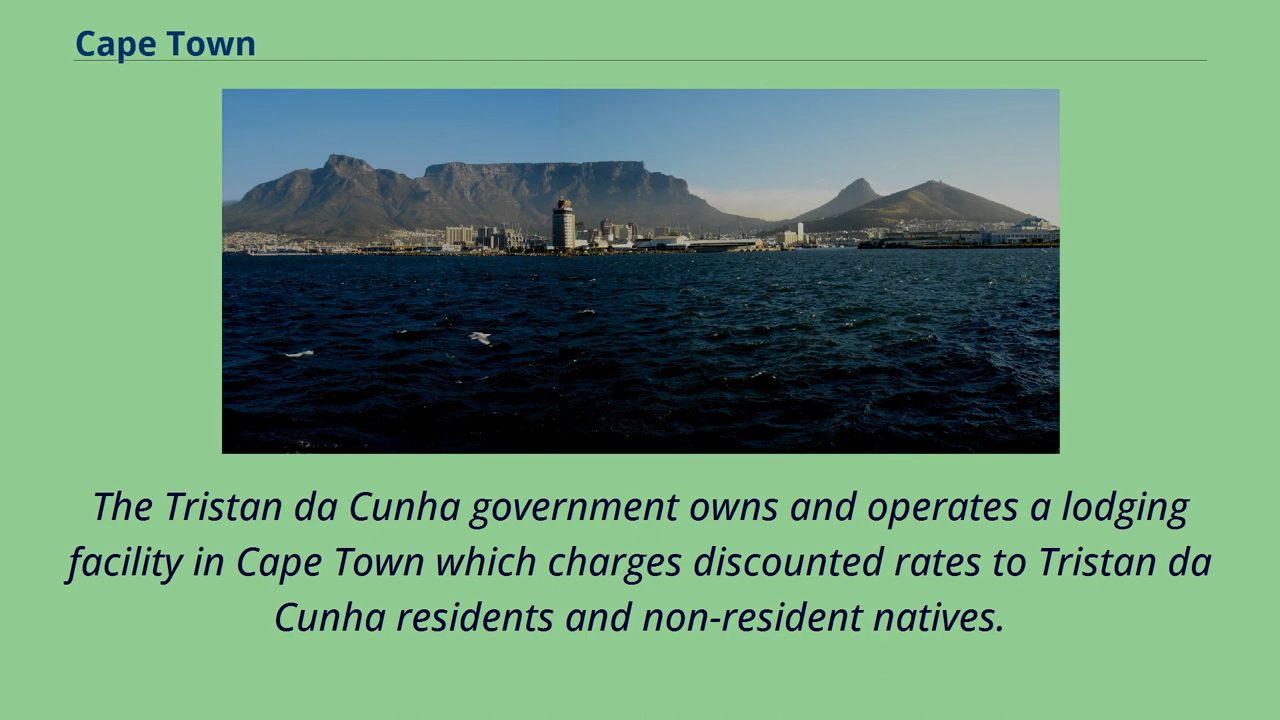 Cape Town
The Tristan da Cunha government owns and operates a lodging
facility in Cape Town which charges discounted rates to Tristan da
Cunha residents and non-resident natives.